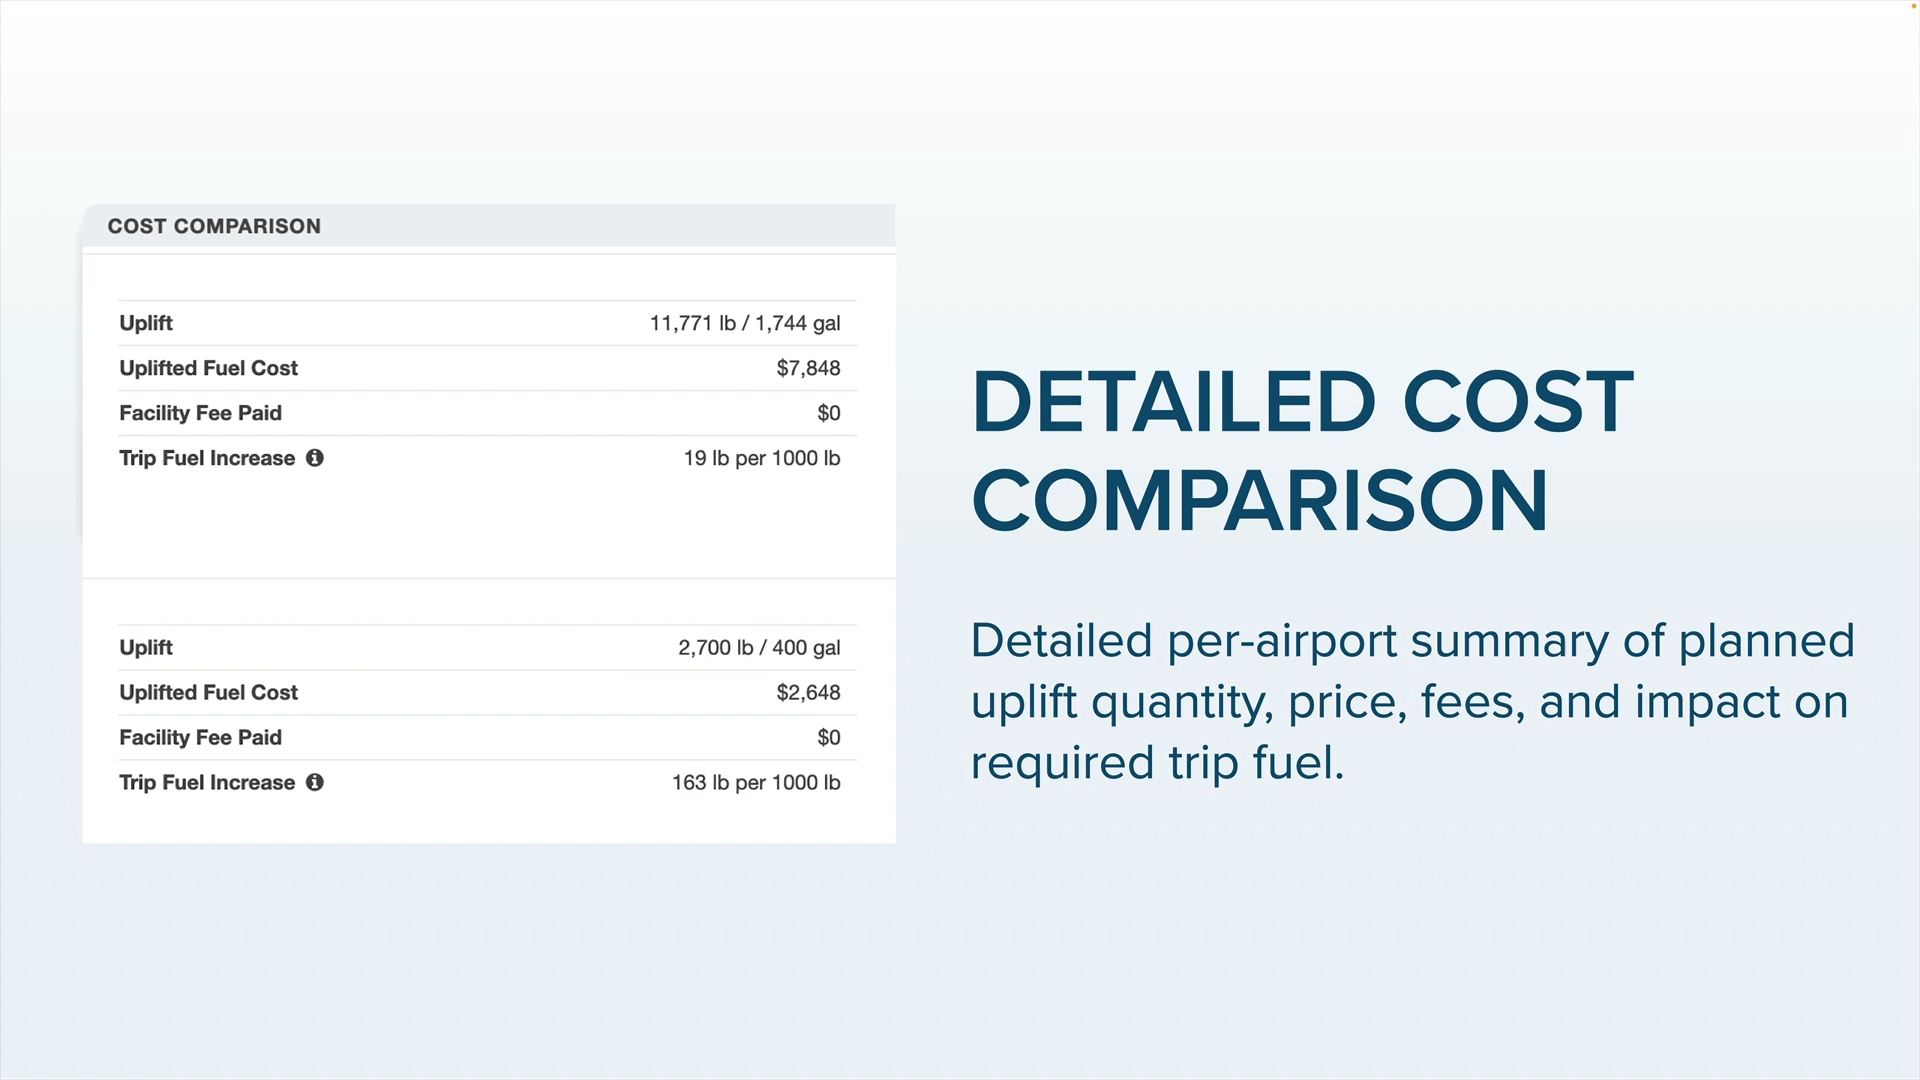 COST COMPARISON
Uplift 11,771 lb / 1,744 gal
Uplifted Fuel Cost $7,848
Facility Fee Paid $0
Trip Fuel Increase 19 lb per 1000 lb
Uplift 2,700 lb / 400 gal
Uplifted Fuel Cost $2,648
Facility Fee Paid $0
Trip Fuel Increase 163 lb per 1000 lb
DETAILED COST
COMPARISON
Detailed per-airport summary of planned
uplift quantity, price, fees, and impact on
required trip fuel.